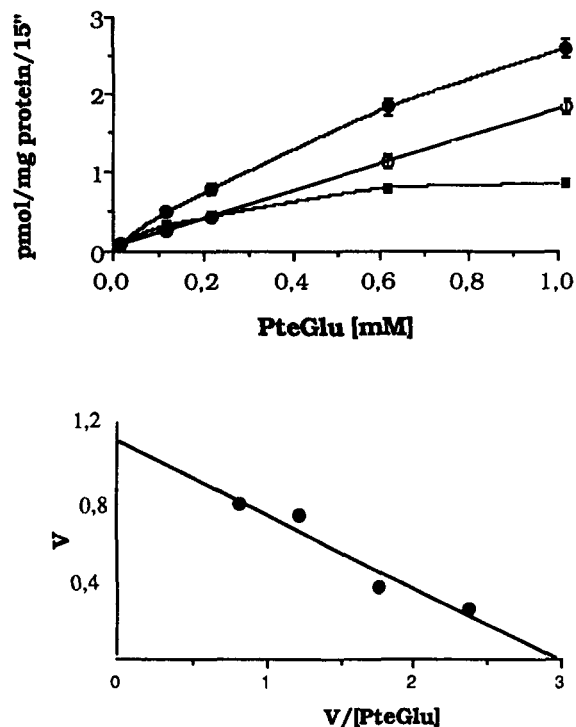 pmol/mg protein/15"
3
2
1
0
0,0 0,2 0,4 0,6 0,8 1,0
PteGlu [mM]
V
1,2
0,8
0,4
0 1 2 3
V/[PteGlu]